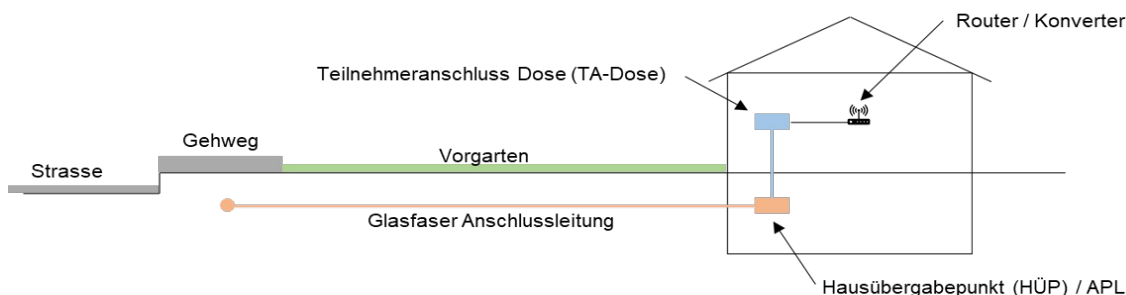 Router / Konverter
Teilnehmeranschluss Dose (TA-Dose)
Gehweg
Vorgarten
Strasse
Glasfaser Anschlussleitung
Hausübergabepunkt (HÜP) / APL